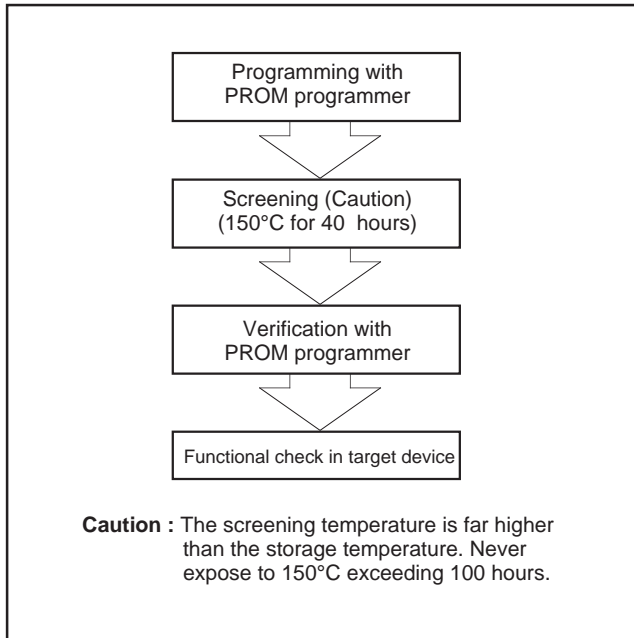 Programming with
PROM programmer
Screening (Caution)
(150°C for 40 hours)
Verification with
PROM programmer
Functional check in target device
Caution : The screening temperature is far higher
than the storage temperature. Never
expose to 150°C exceeding 100 hours.